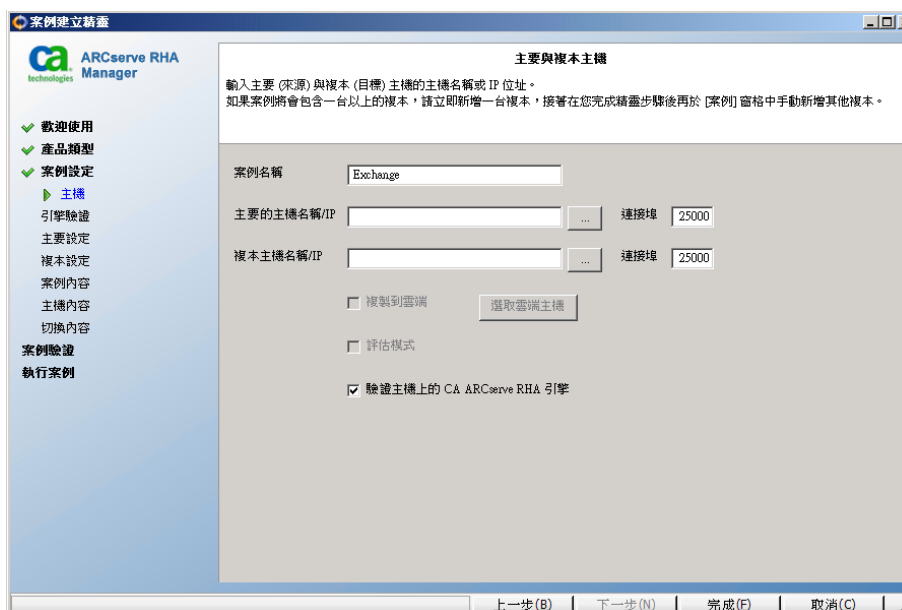 案例建立精靈
ca
technologies
ARCserve RHA
Manager
主要與複本主機
輸入主要 (來源) 與複本 (目標) 主機的主機名稱或 IP 位址。
如果案例將會包含一台以上的複本，請立即新增一台複本，接著在您完成精靈步驟後再於 [案例] 窗格中手動新增其他複本。
歡迎使用
產品類型
案例設定
主機
引擎驗證
主要設定
複本設定
案例內容
主機內容
切換內容
案例驗證
執行案例
案例名稱 Exchange
主要的主機名稱/IP ... 連接埠 25000
複本主機名稱/IP ... 連接埠 25000
複製到雲端 選取雲端主機
評估模式
驗證主機上的 CA ARCserve RHA 引擎
上一步(B) 下一步(N) 完成(F) 取消(C)